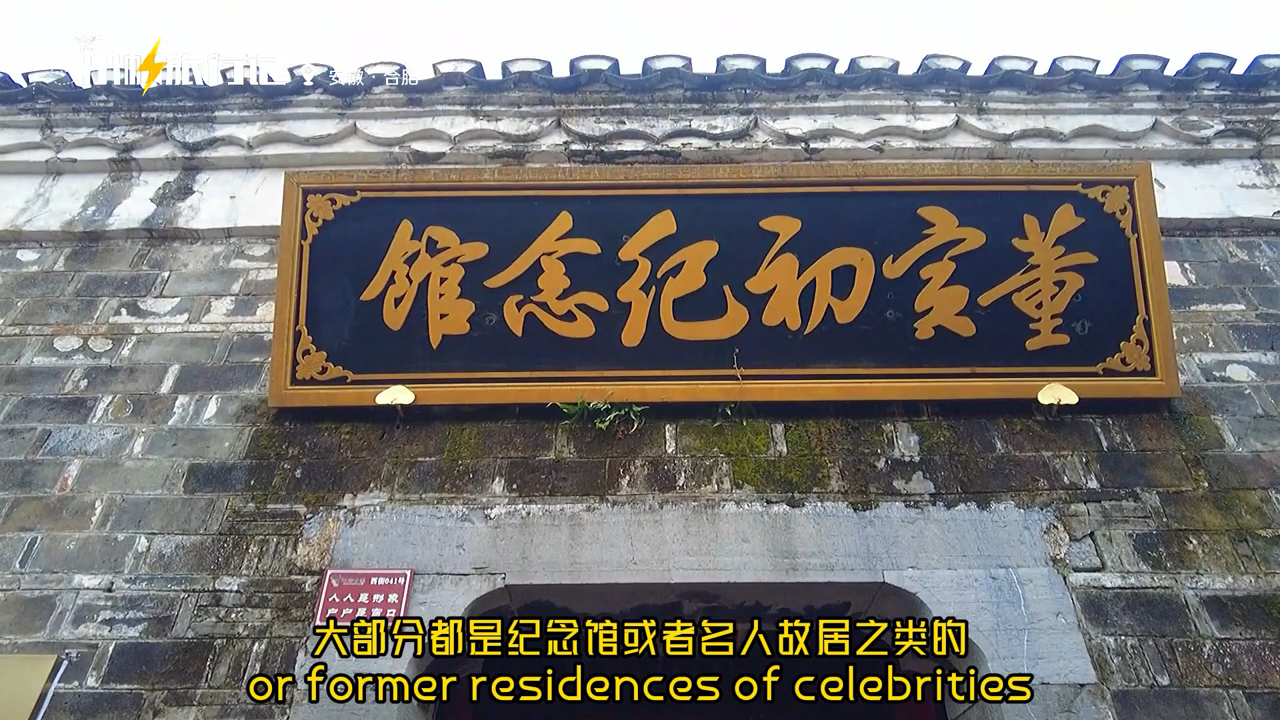 安徽·合肥
董寅初纪念馆
西街041号
人人是形象
户户是窗口
大部分都是纪念馆或者名人故居之类的
or former residences of celebrities